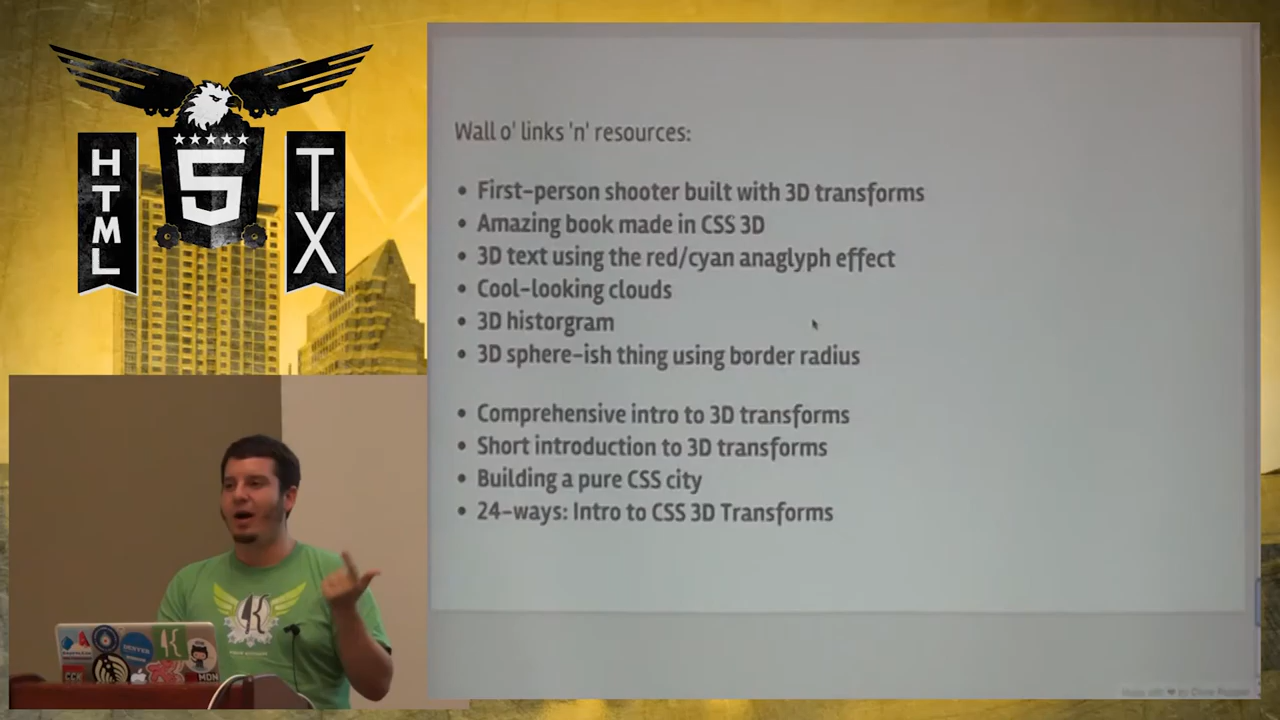 HTML
5
TX
Wall o' links 'n' resources:
• First-person shooter built with 3D transforms
• Amazing book made in CSS 3D
• 3D text using the red/cyan anaglyph effect
• Cool-looking clouds
• 3D historgram
• 3D sphere-ish thing using border radius
• Comprehensive intro to 3D transforms
• Short introduction to 3D transforms
• Building a pure CSS city
• 24-ways: Intro to CSS 3D Transforms
K
DENVER
K
CCK
MDN